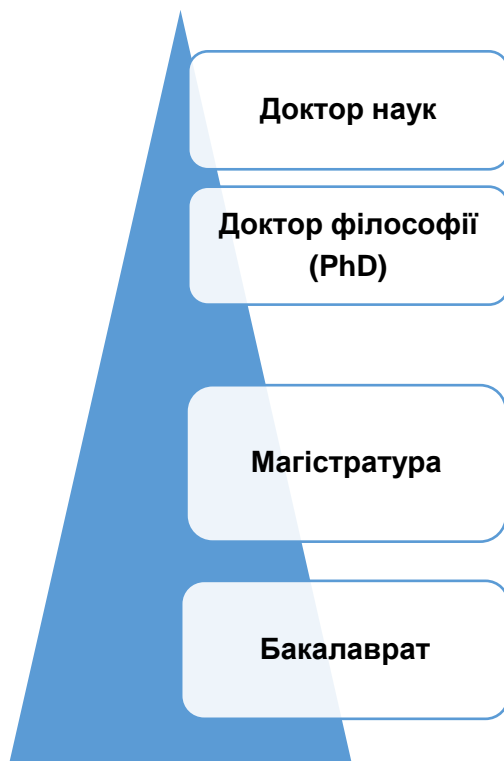 Доктор наук
Доктор філософії
(PhD)
Магістратура
Бакалаврат